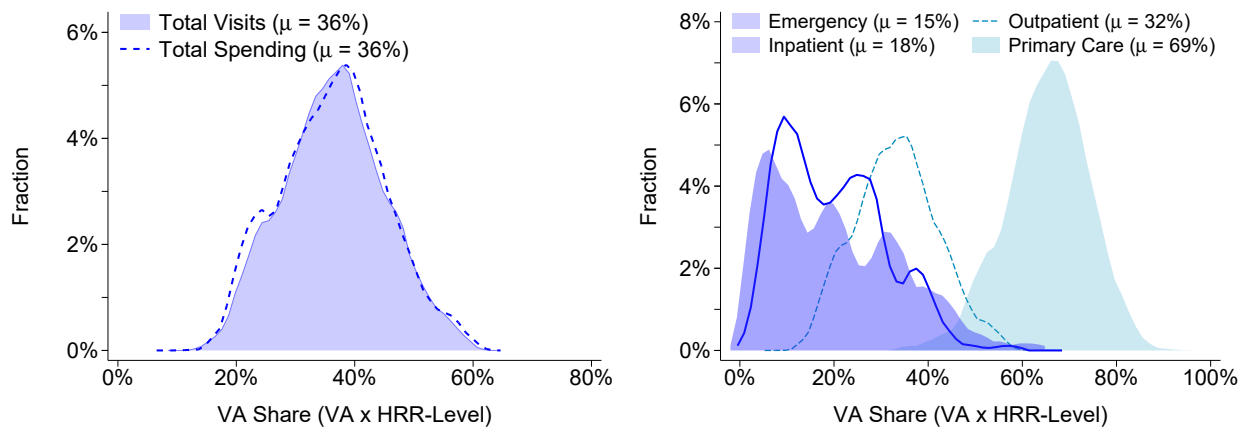 Total Visits (μ = 36%)
Total Spending (μ = 36%)
6%
4%
2%
0%
Fraction
0%
20%
40%
60%
80%
VA Share (VA x HRR-Level)
Emergency (μ = 15%)
Outpatient (μ = 32%)
Inpatient (μ = 18%)
Primary Care (μ = 69%)
8%
6%
4%
2%
0%
Fraction
0%
20%
40%
60%
80%
100%
VA Share (VA x HRR-Level)